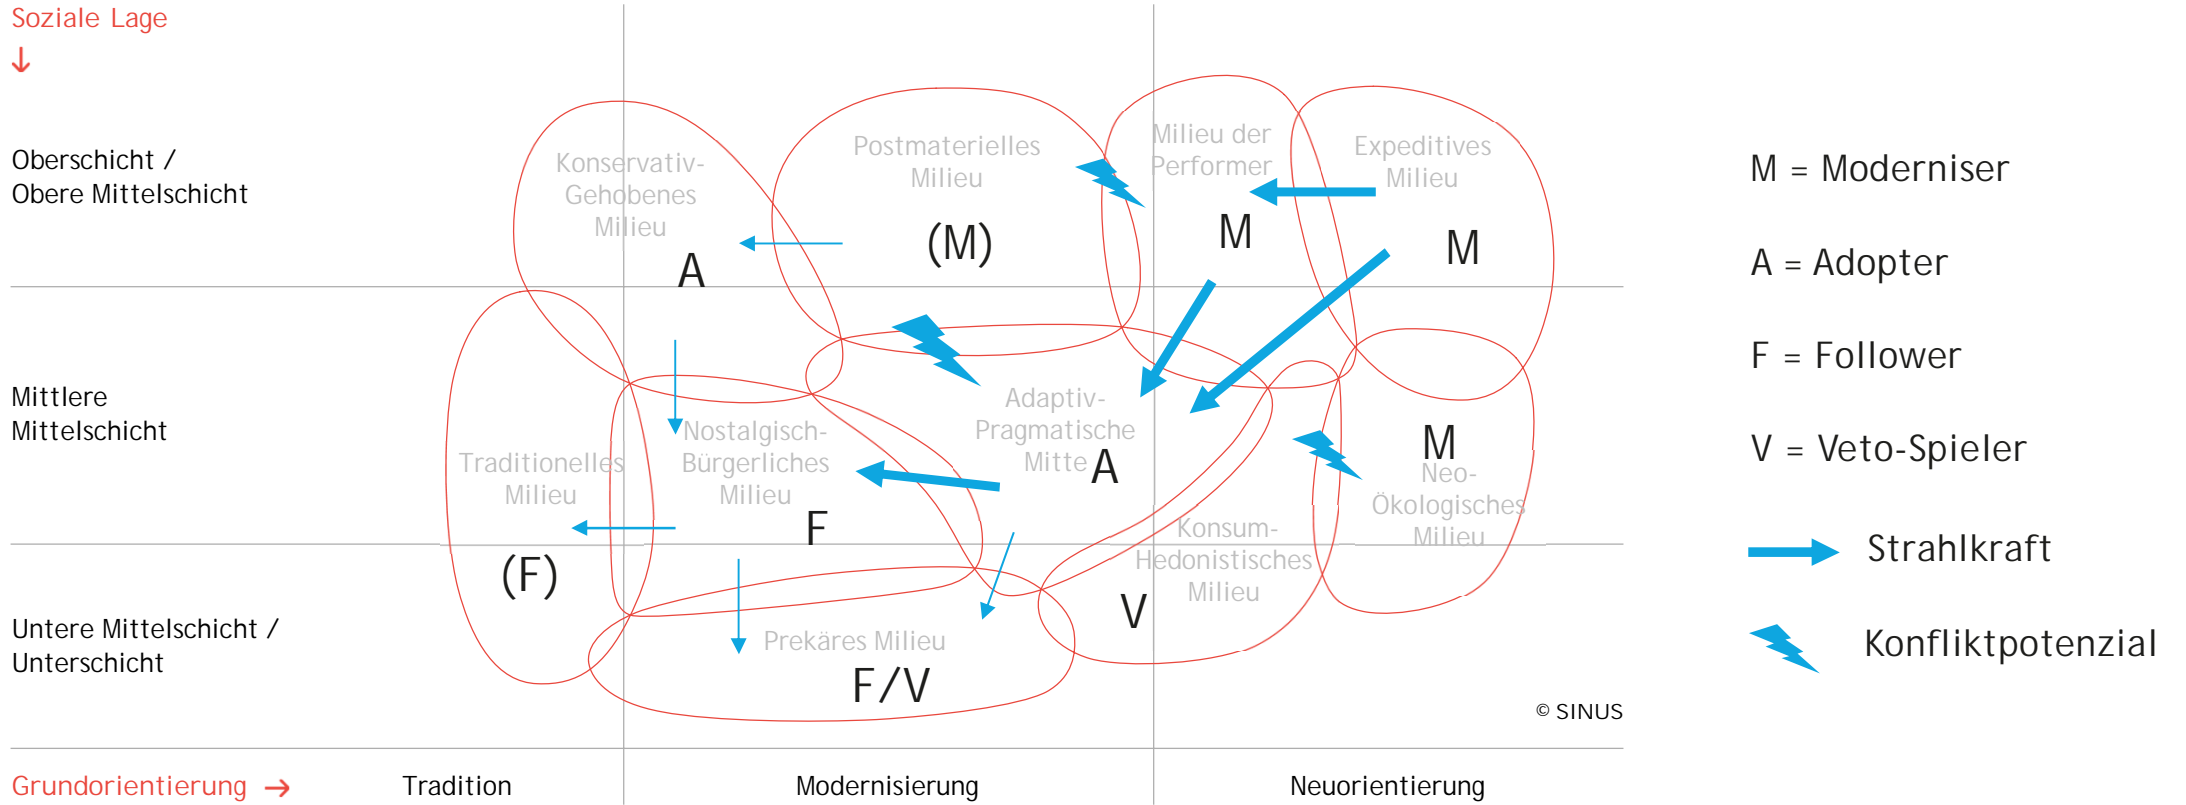 Soziale Lage
↓
Oberschicht /
Obere Mittelschicht
Mittlere
Mittelschicht
Untere Mittelschicht /
Unterschicht
Konservativ-
Gehobenes
Milieu
A
Postmaterielles
Milieu
(M)
Milieu der
Performer
M
Expeditives
Milieu
M
Traditionelles
Milieu
(F)
Nostalgisch-
Bürgerliches
Milieu
F
Adaptiv-
Pragmatische
Mitte
A
Konsum-
Hedonistisches
Milieu
V
M
Neo-
Ökologisches
Milieu
Prekäres Milieu
F/V
© SINUS
Grundorientierung →
Tradition
Modernisierung
Neuorientierung
M = Moderniser
A = Adopter
F = Follower
V = Veto-Spieler
Strahlkraft
Konfliktpotenzial